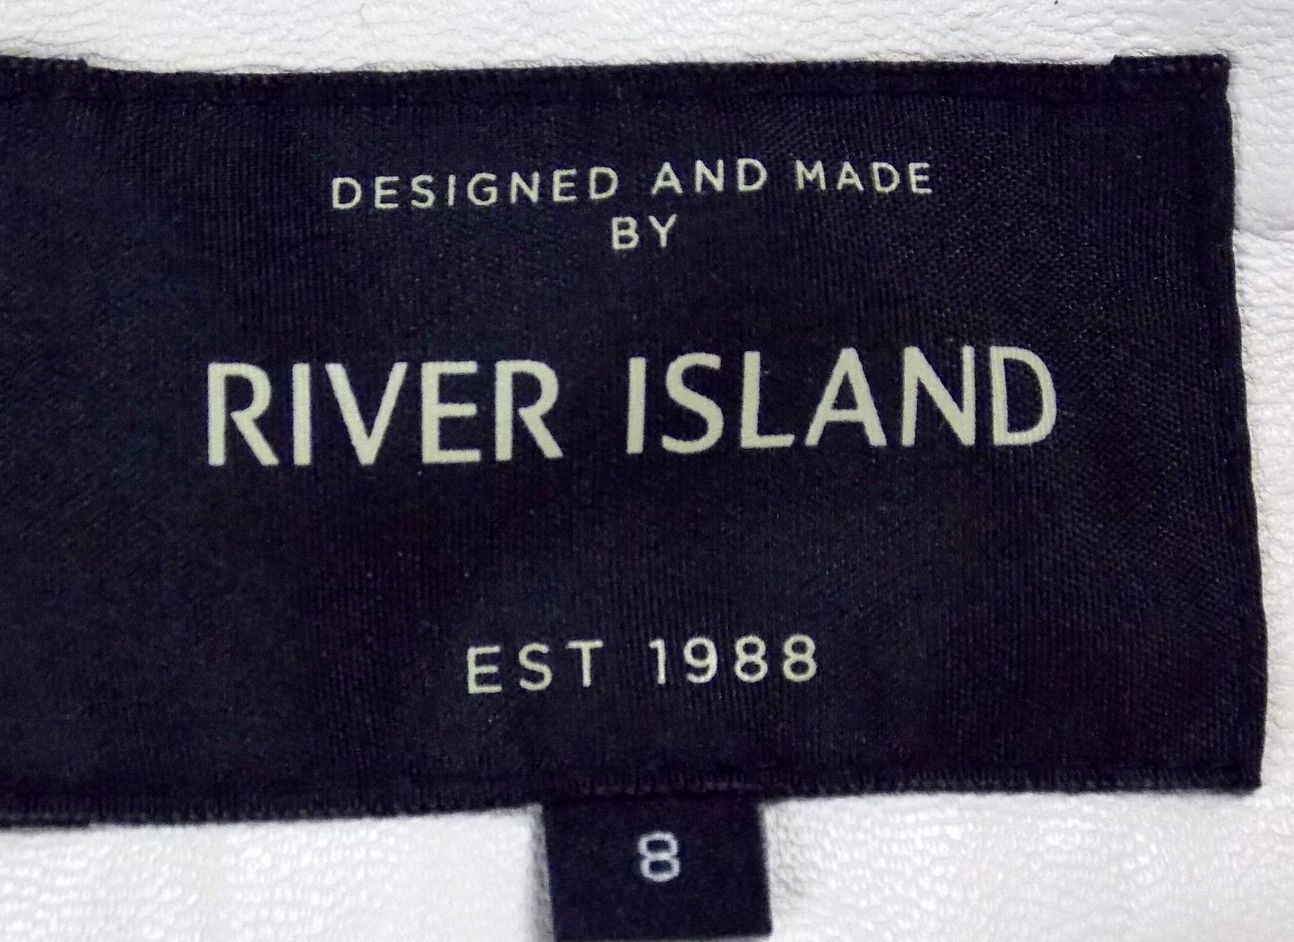 DESIGNED AND MADE
BY
RIVER ISLAND
EST 1988
8